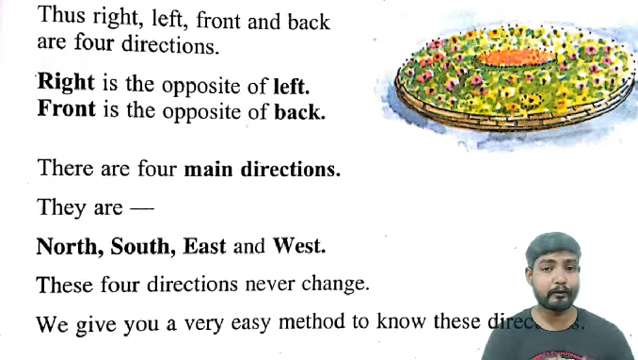 Thus right, left, front and back
are four directions.
Right is the opposite of left.
Front is the opposite of back.
There are four main directions.
They are —
North, South, East and West.
These four directions never change.
We give you a very easy method to know these